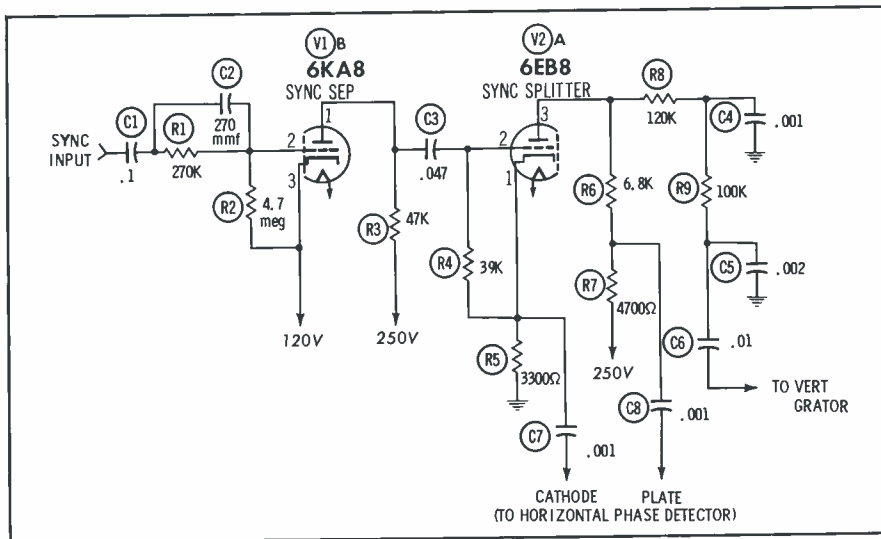 V1 B
6KA8
SYNC SEP
V2 A
6EB8
SYNC SPLITTER
C2
270
mmf
C1
.1
R1
270K
SYNC
INPUT
1
2
3
R2
4.7
meg
120V
R3
47K
250V
C3
.047
3
2
1
R4
39K
R5
3300Ω
R6
6.8K
R7
4700Ω
250V
R8
120K
C4
.001
R9
100K
C5
.002
C6
.01
TO VERT
GRATOR
C7
.001
C8
.001
CATHODE
PLATE
(TO HORIZONTAL PHASE DETECTOR)